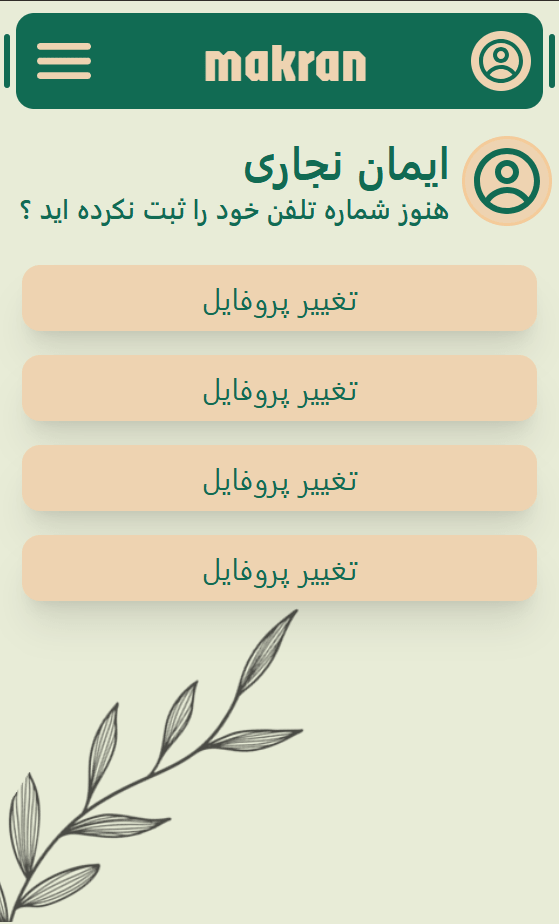 makran
ایمان نجاری
هنوز شماره تلفن خود را ثبت نکرده اید ؟
تغییر پروفایل
تغییر پروفایل
تغییر پروفایل
تغییر پروفایل